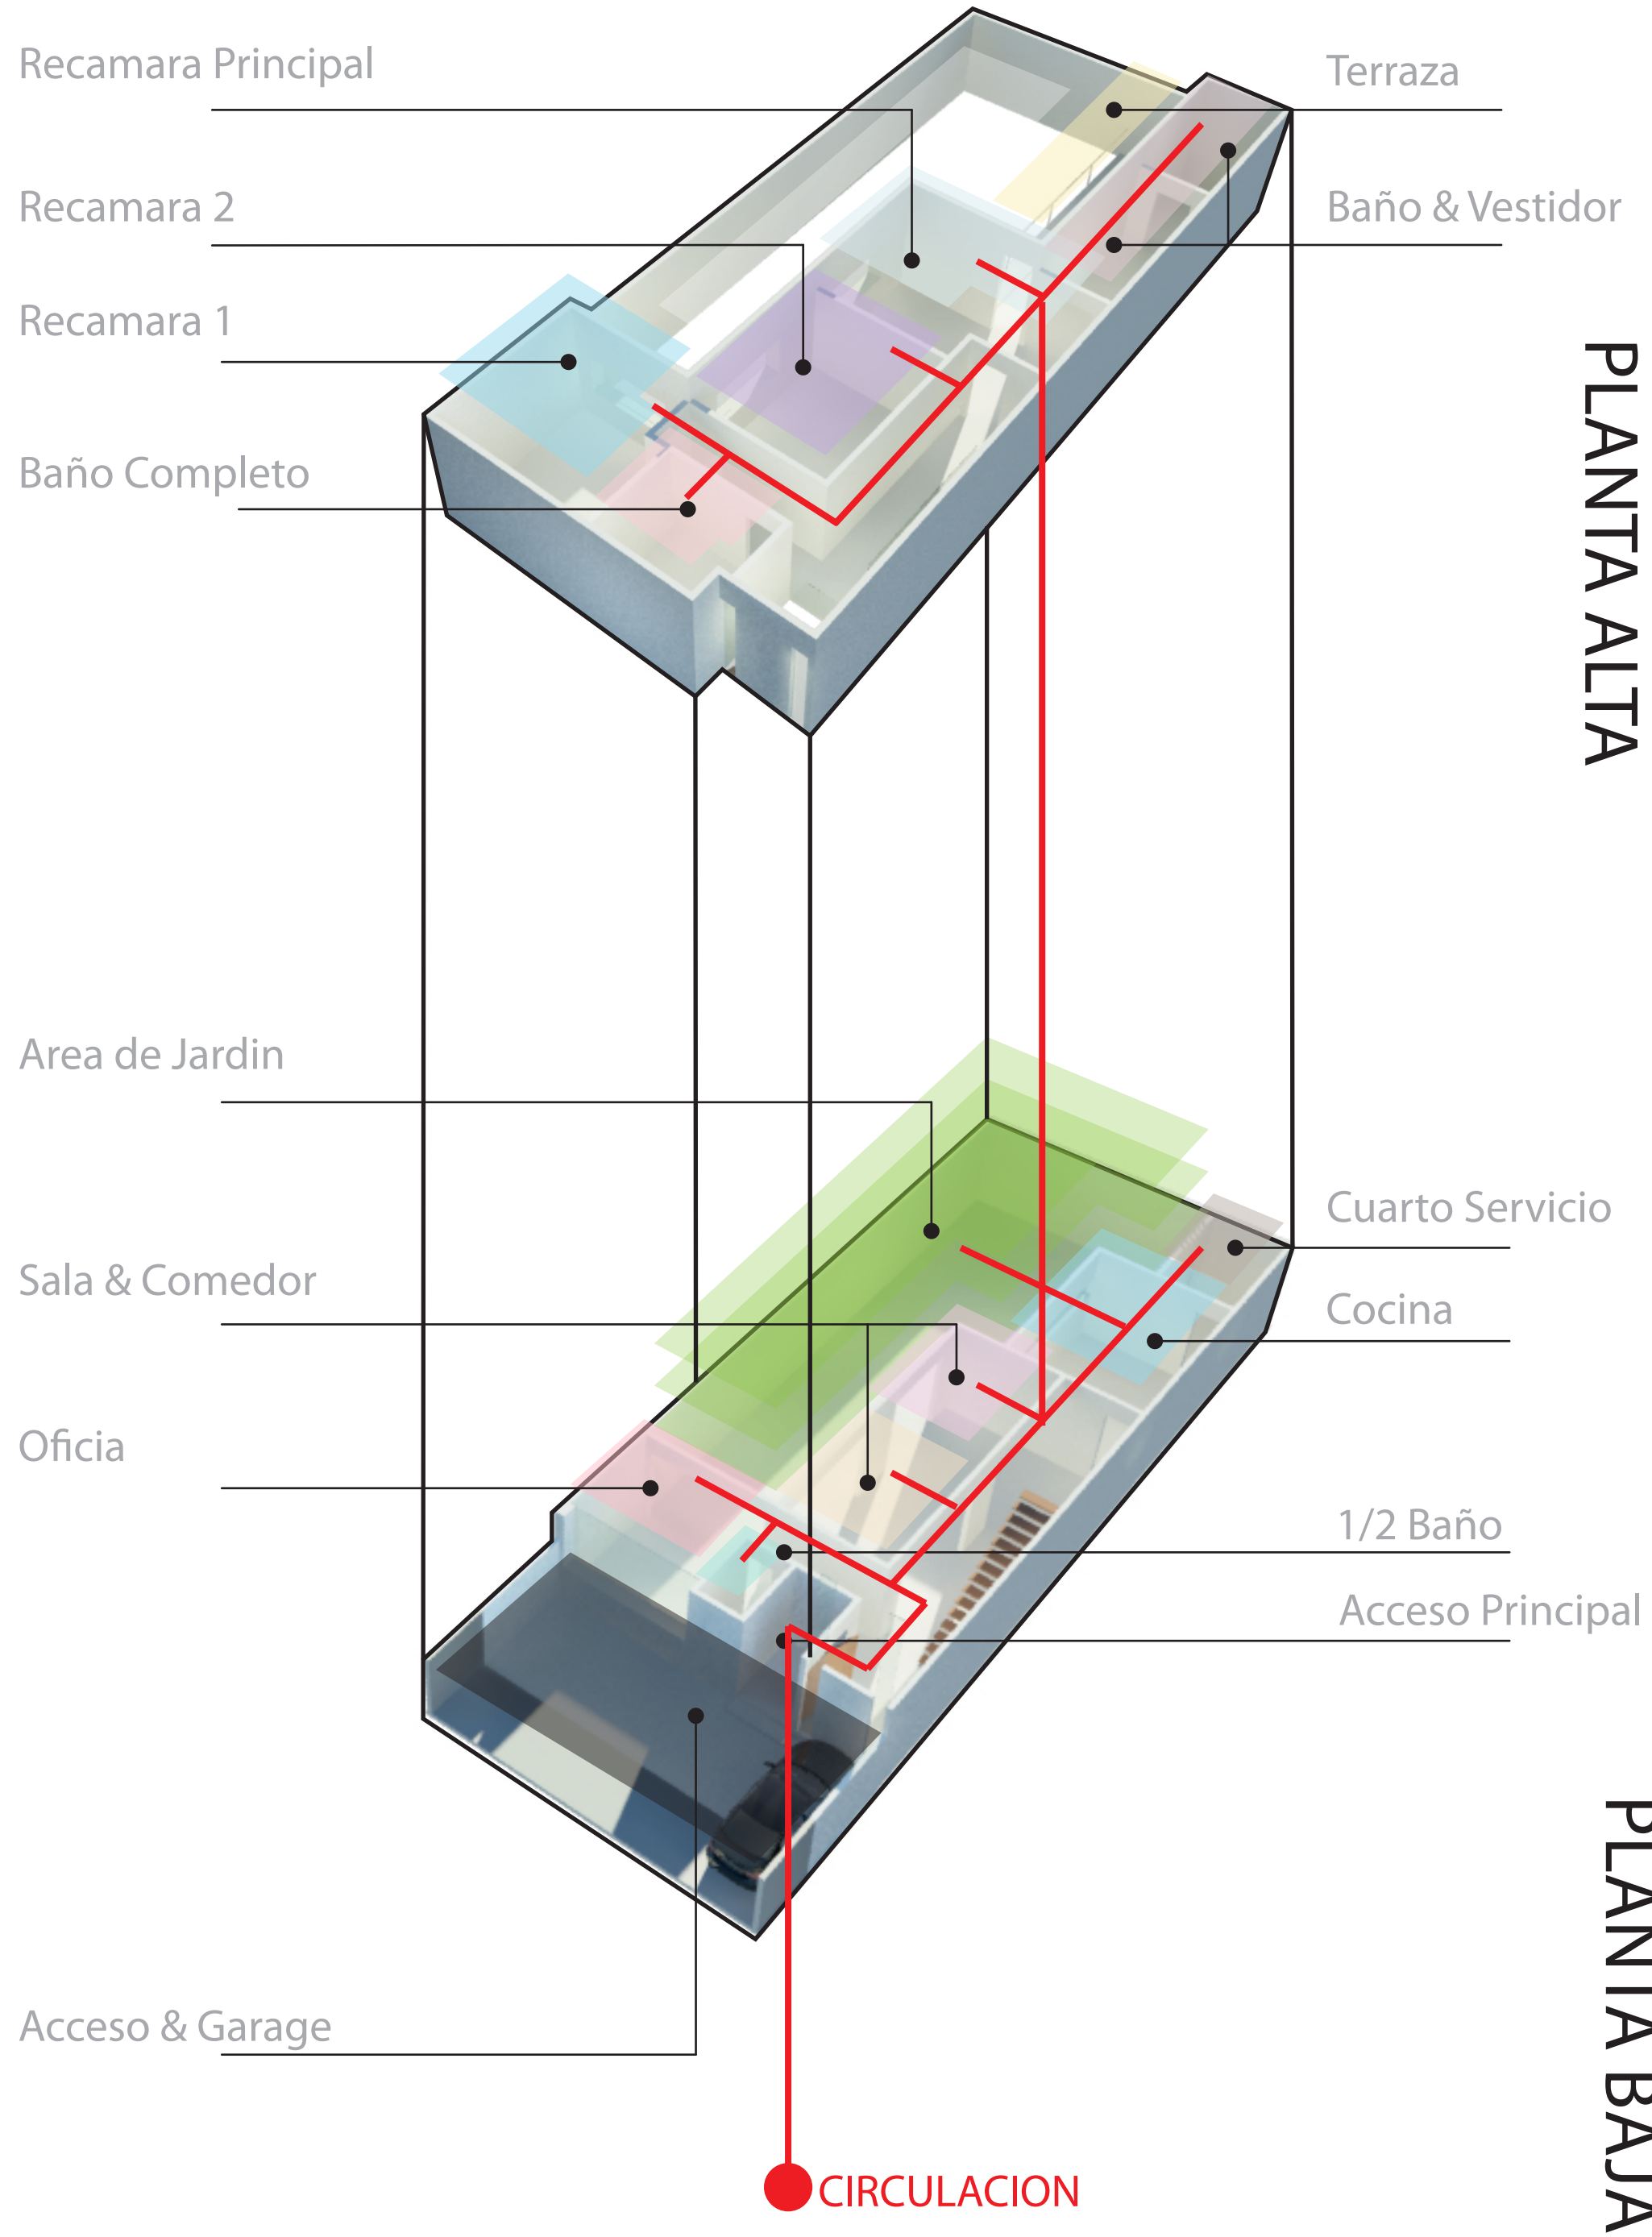 Recamara Principal
Terraza
Recamara 2
Baño & Vestidor
Recamara 1
Baño Completo
PLANTA ALTA
Area de Jardin
Cuarto Servicio
Sala & Comedor
Cocina
Oficia
1/2 Baño
Acceso Principal
PLANTA BAJA
Acceso & Garage
CIRCULACION